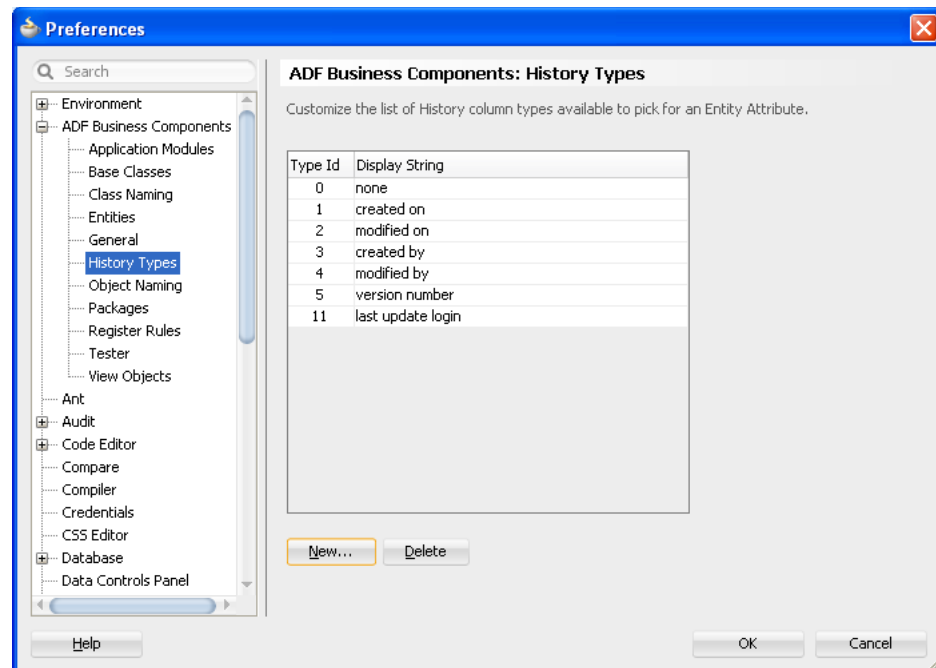 Preferences
Search
Environment
ADF Business Components
Application Modules
Base Classes
Class Naming
Entities
General
History Types
Object Naming
Packages
Register Rules
Tester
View Objects
Ant
Audit
Code Editor
Compare
Compiler
Credentials
CSS Editor
Database
Data Controls Panel
ADF Business Components: History Types
Customize the list of History column types available to pick for an Entity Attribute.
Type Id Display String
0 none
1 created on
2 modified on
3 created by
4 modified by
5 version number
11 last update login
New... Delete
Help OK Cancel